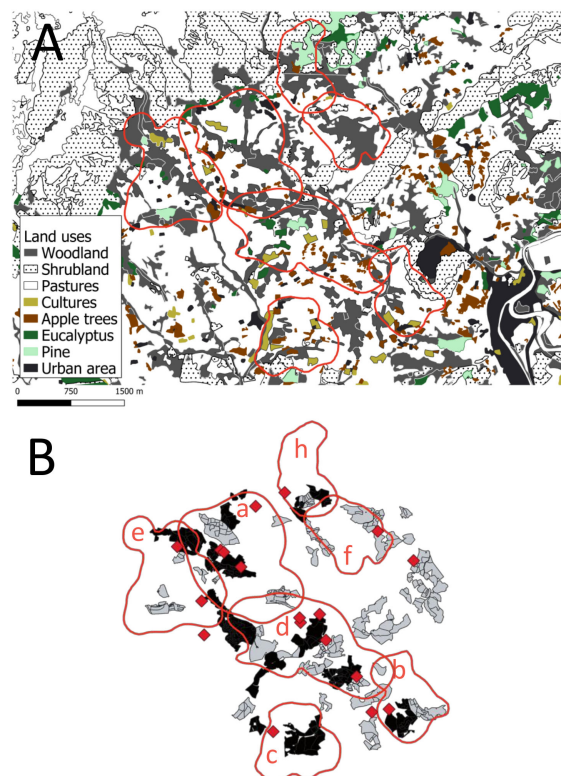 A
Land uses
Woodland
Shrubland
Pastures
Cultures
Apple trees
Eucalyptus
Pine
Urban area
0 750 1500 m
B
h
a
e
f
d
b
c